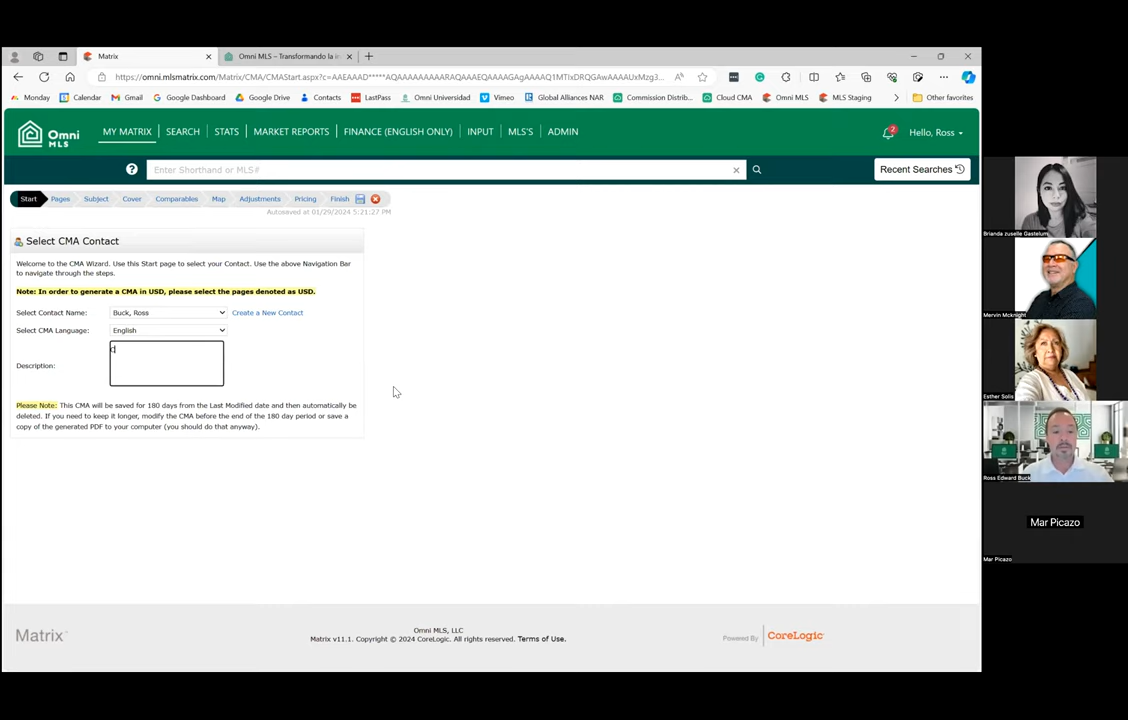 Matrix
Omni MLS – Transformando la in
https://omni.mlsmatrix.com/Matrix/CMA/CMAStart.aspx?c=AAEAAAD*****AQAAAAAAAAARAQAAAEQAAAAGAgAAAAQ1MTIxDRQGAwAAAAUxMzg3...
Monday
Calendar
Gmail
Google Dashboard
Google Drive
Contacts
LastPass
Omni Universidad
Vimeo
Global Alliances NAR
Commission Distrib...
Cloud CMA
Omni MLS
MLS Staging
Other favorites
Omni
MLS
MY MATRIX
SEARCH
STATS
MARKET REPORTS
FINANCE (ENGLISH ONLY)
INPUT
MLS'S
ADMIN
2
Hello, Ross
Enter Shorthand or MLS#
Recent Searches
Start
Pages
Subject
Cover
Comparables
Map
Adjustments
Pricing
Finish
Autosaved at 01/29/2024 5:21:27 PM
Select CMA Contact
Welcome to the CMA Wizard. Use this Start page to select your Contact. Use the above Navigation Bar
to navigate through the steps.
Note: In order to generate a CMA in USD, please select the pages denoted as USD.
Select Contact Name:
Buck, Ross
Create a New Contact
Select CMA Language:
English
Description:
Please Note: This CMA will be saved for 180 days from the Last Modified date and then automatically be
deleted. If you need to keep it longer, modify the CMA before the end of the 180 day period or save a
copy of the generated PDF to your computer (you should do that anyway).
Brianda zuselle Gastelum
Mervin Mcknight
Esther Solis
Ross Edward Buck
Mar Picazo
Mar Picazo
Matrix
Omni MLS, LLC
Matrix v11.1. Copyright © 2024 CoreLogic. All rights reserved. Terms of Use.
Powered By
CoreLogic